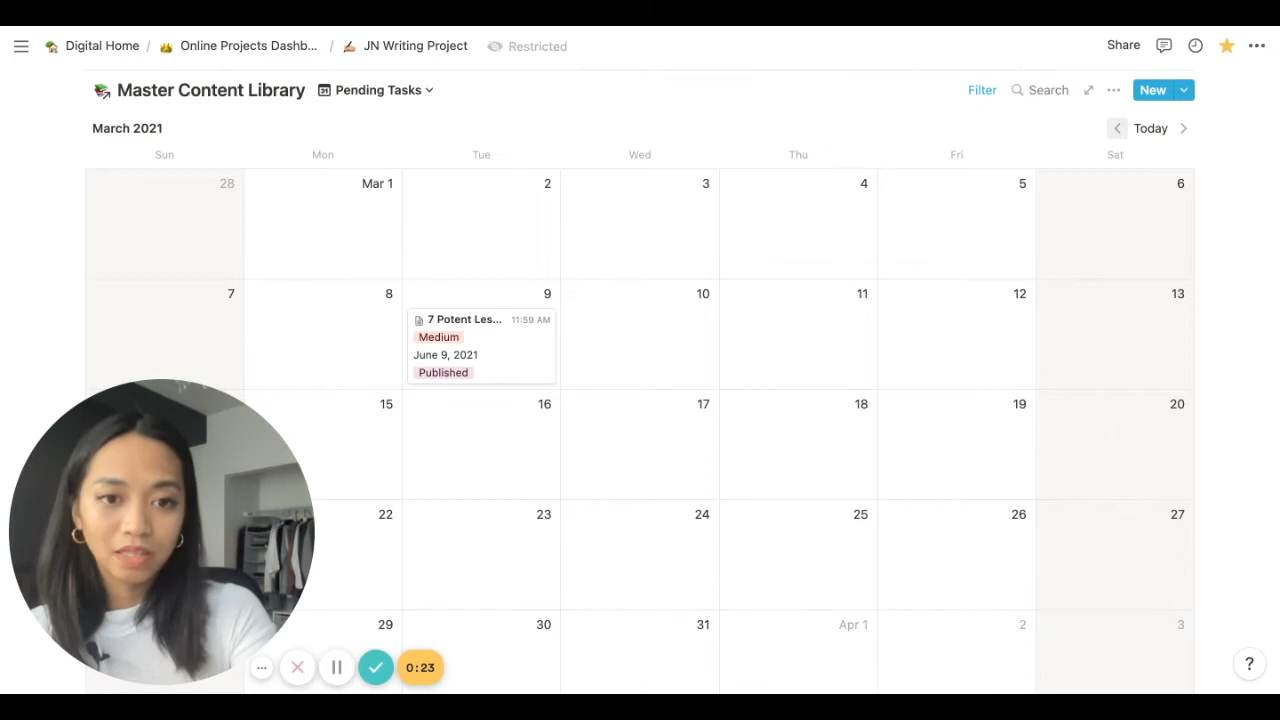 Digital Home / Online Projects Dashb... / JN Writing Project Restricted Share
Master Content Library 31 Pending Tasks Filter Search New
March 2021 Today
Sun Mon Tue Wed Thu Fri Sat
28 Mar 1 2 3 4 5 6
7 8 9 10 11 12 13
7 Potent Les... 11:59 AM
Medium
June 9, 2021
Published
15 16 17 18 19 20
22 23 24 25 26 27
29 30 31 Apr 1 2 3
0:23 ?